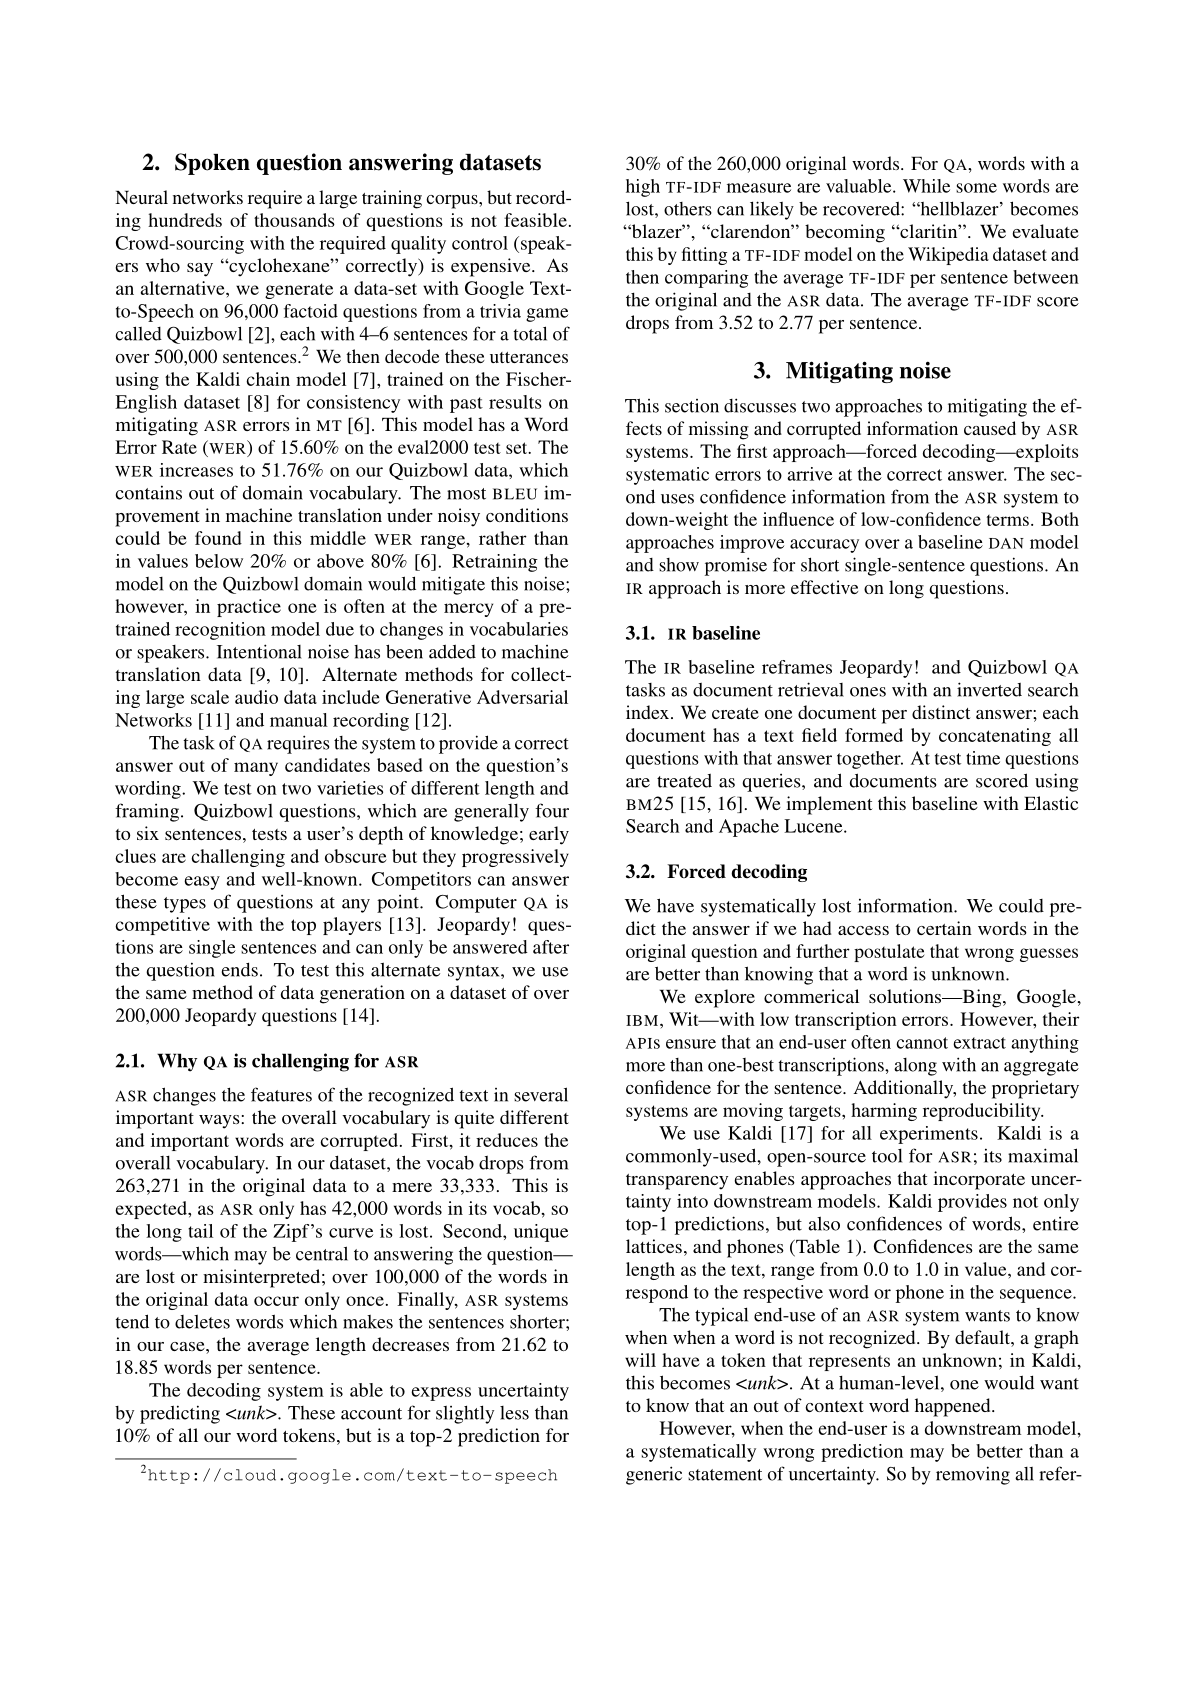 2. Spoken question answering datasets
Neural networks require a large training corpus, but record-
ing hundreds of thousands of questions is not feasible.
Crowd-sourcing with the required quality control (speak-
ers who say “cyclohexane” correctly) is expensive. As
an alternative, we generate a data-set with Google Text-
to-Speech on 96,000 factoid questions from a trivia game
called Quizbowl [2], each with 4–6 sentences for a total of
over 500,000 sentences.2 We then decode these utterances
using the Kaldi chain model [7], trained on the Fischer-
English dataset [8] for consistency with past results on
mitigating ASR errors in MT [6]. This model has a Word
Error Rate (WER) of 15.60% on the eval2000 test set. The
WER increases to 51.76% on our Quizbowl data, which
contains out of domain vocabulary. The most BLEU im-
provement in machine translation under noisy conditions
could be found in this middle WER range, rather than
in values below 20% or above 80% [6]. Retraining the
model on the Quizbowl domain would mitigate this noise;
however, in practice one is often at the mercy of a pre-
trained recognition model due to changes in vocabularies
or speakers. Intentional noise has been added to machine
translation data [9, 10]. Alternate methods for collect-
ing large scale audio data include Generative Adversarial
Networks [11] and manual recording [12].
The task of QA requires the system to provide a correct
answer out of many candidates based on the question’s
wording. We test on two varieties of different length and
framing. Quizbowl questions, which are generally four
to six sentences, tests a user’s depth of knowledge; early
clues are challenging and obscure but they progressively
become easy and well-known. Competitors can answer
these types of questions at any point. Computer QA is
competitive with the top players [13]. Jeopardy! ques-
tions are single sentences and can only be answered after
the question ends. To test this alternate syntax, we use
the same method of data generation on a dataset of over
200,000 Jeopardy questions [14].
2.1. Why QA is challenging for ASR
ASR changes the features of the recognized text in several
important ways: the overall vocabulary is quite different
and important words are corrupted. First, it reduces the
overall vocabulary. In our dataset, the vocab drops from
263,271 in the original data to a mere 33,333. This is
expected, as ASR only has 42,000 words in its vocab, so
the long tail of the Zipf’s curve is lost. Second, unique
words—which may be central to answering the question—
are lost or misinterpreted; over 100,000 of the words in
the original data occur only once. Finally, ASR systems
tend to deletes words which makes the sentences shorter;
in our case, the average length decreases from 21.62 to
18.85 words per sentence.
The decoding system is able to express uncertainty
by predicting <unk>. These account for slightly less than
10% of all our word tokens, but is a top-2 prediction for
2http://cloud.google.com/text-to-speech
30% of the 260,000 original words. For QA, words with a
high TF-IDF measure are valuable. While some words are
lost, others can likely be recovered: “hellblazer’ becomes
“blazer”, “clarendon” becoming “claritin”. We evaluate
this by fitting a TF-IDF model on the Wikipedia dataset and
then comparing the average TF-IDF per sentence between
the original and the ASR data. The average TF-IDF score
drops from 3.52 to 2.77 per sentence.
3. Mitigating noise
This section discusses two approaches to mitigating the ef-
fects of missing and corrupted information caused by ASR
systems. The first approach—forced decoding—exploits
systematic errors to arrive at the correct answer. The sec-
ond uses confidence information from the ASR system to
down-weight the influence of low-confidence terms. Both
approaches improve accuracy over a baseline DAN model
and show promise for short single-sentence questions. An
IR approach is more effective on long questions.
3.1. IR baseline
The IR baseline reframes Jeopardy! and Quizbowl QA
tasks as document retrieval ones with an inverted search
index. We create one document per distinct answer; each
document has a text field formed by concatenating all
questions with that answer together. At test time questions
are treated as queries, and documents are scored using
BM25 [15, 16]. We implement this baseline with Elastic
Search and Apache Lucene.
3.2. Forced decoding
We have systematically lost information. We could pre-
dict the answer if we had access to certain words in the
original question and further postulate that wrong guesses
are better than knowing that a word is unknown.
We explore commerical solutions—Bing, Google,
IBM, Wit—with low transcription errors. However, their
APIs ensure that an end-user often cannot extract anything
more than one-best transcriptions, along with an aggregate
confidence for the sentence. Additionally, the proprietary
systems are moving targets, harming reproducibility.
We use Kaldi [17] for all experiments. Kaldi is a
commonly-used, open-source tool for ASR; its maximal
transparency enables approaches that incorporate uncer-
tainty into downstream models. Kaldi provides not only
top-1 predictions, but also confidences of words, entire
lattices, and phones (Table 1). Confidences are the same
length as the text, range from 0.0 to 1.0 in value, and cor-
respond to the respective word or phone in the sequence.
The typical end-use of an ASR system wants to know
when when a word is not recognized. By default, a graph
will have a token that represents an unknown; in Kaldi,
this becomes <unk>. At a human-level, one would want
to know that an out of context word happened.
However, when the end-user is a downstream model,
a systematically wrong prediction may be better than a
generic statement of uncertainty. So by removing all refer-